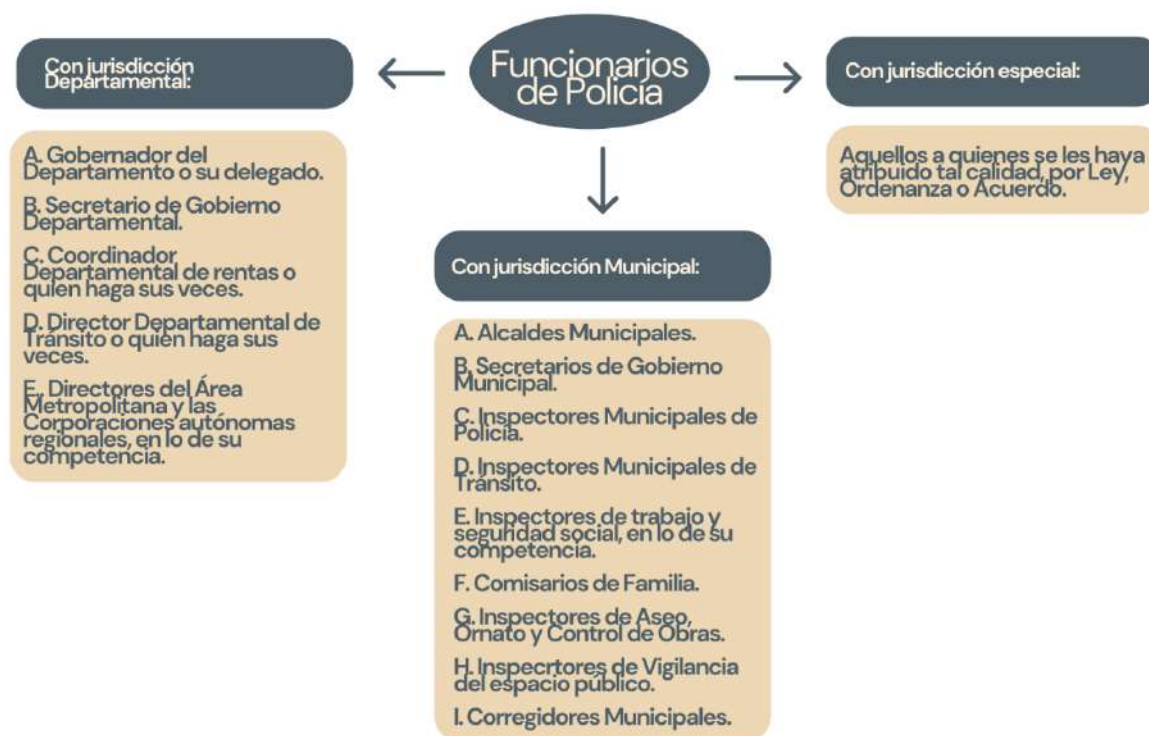 Funcionarios
de Policía
Con jurisdicción
Departamental:
A. Gobernador del
Departamento o su delegado.
B. Secretario de Gobierno
Departamental.
C. Coordinador
Departamental de rentas o
quien haga sus veces.
D. Director Departamental de
Tránsito o quien haga sus
veces.
E. Directores del Área
Metropolitana y las
Corporaciones autónomas
regionales, en lo de su
competencia.
Con jurisdicción Municipal:
A. Alcaldes Municipales.
B. Secretarios de Gobierno
Municipal.
C. Inspectores Municipales de
Policía.
D. Inspectores Municipales de
Tránsito.
E. Inspectores de trabajo y
seguridad social, en lo de su
competencia.
F. Comisarios de Familia.
G. Inspectores de Aseo,
Ornato y Control de Obras.
H. Inspecrtores de Vigilancia
del espacio público.
I. Corregidores Municipales.
Con jurisdicción especial:
Aquellos a quienes se les haya
atribuido tal calidad, por Ley,
Ordenanza o Acuerdo.